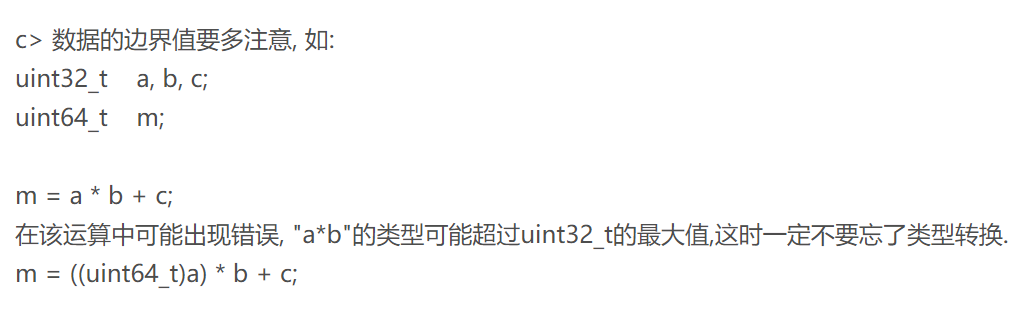 c> 数据的边界值要多注意, 如:
uint32_t    a, b, c;
uint64_t    m;
m = a * b + c;
在该运算中可能出现错误, "a*b"的类型可能超过uint32_t的最大值,这时一定不要忘了类型转换.
m = ((uint64_t)a) * b + c;